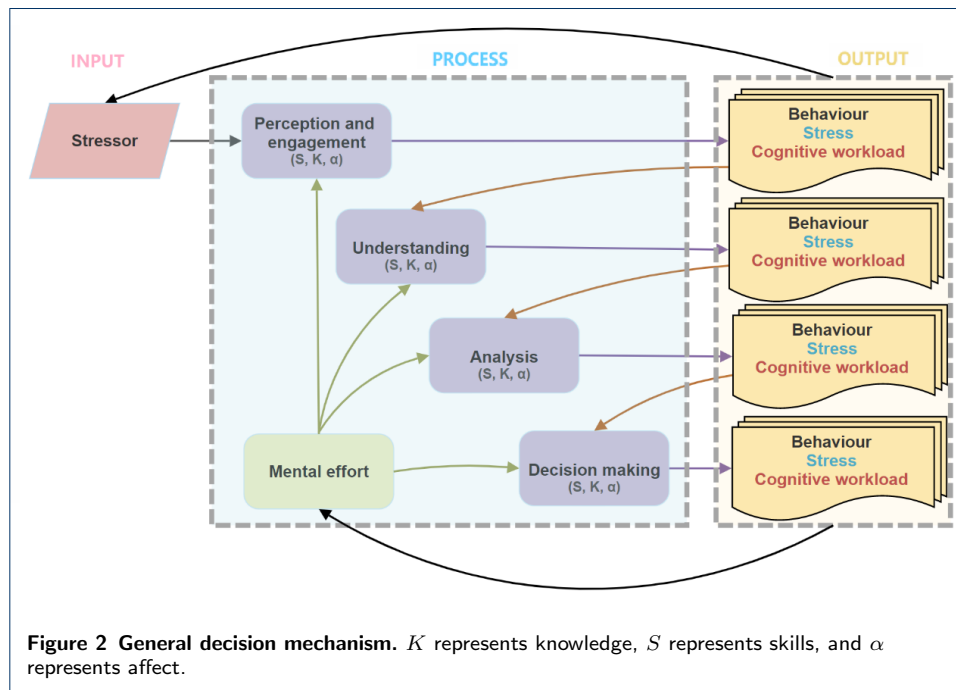 INPUT
PROCESS
OUTPUT
Stressor
Perception and
engagement
(S, K, α)
Behaviour
Stress
Cognitive workload
Understanding
(S, K, α)
Behaviour
Stress
Cognitive workload
Analysis
(S, K, α)
Behaviour
Stress
Cognitive workload
Mental effort
Decision making
(S, K, α)
Behaviour
Stress
Cognitive workload
Figure 2 General decision mechanism. K represents knowledge, S represents skills, and α
represents affect.